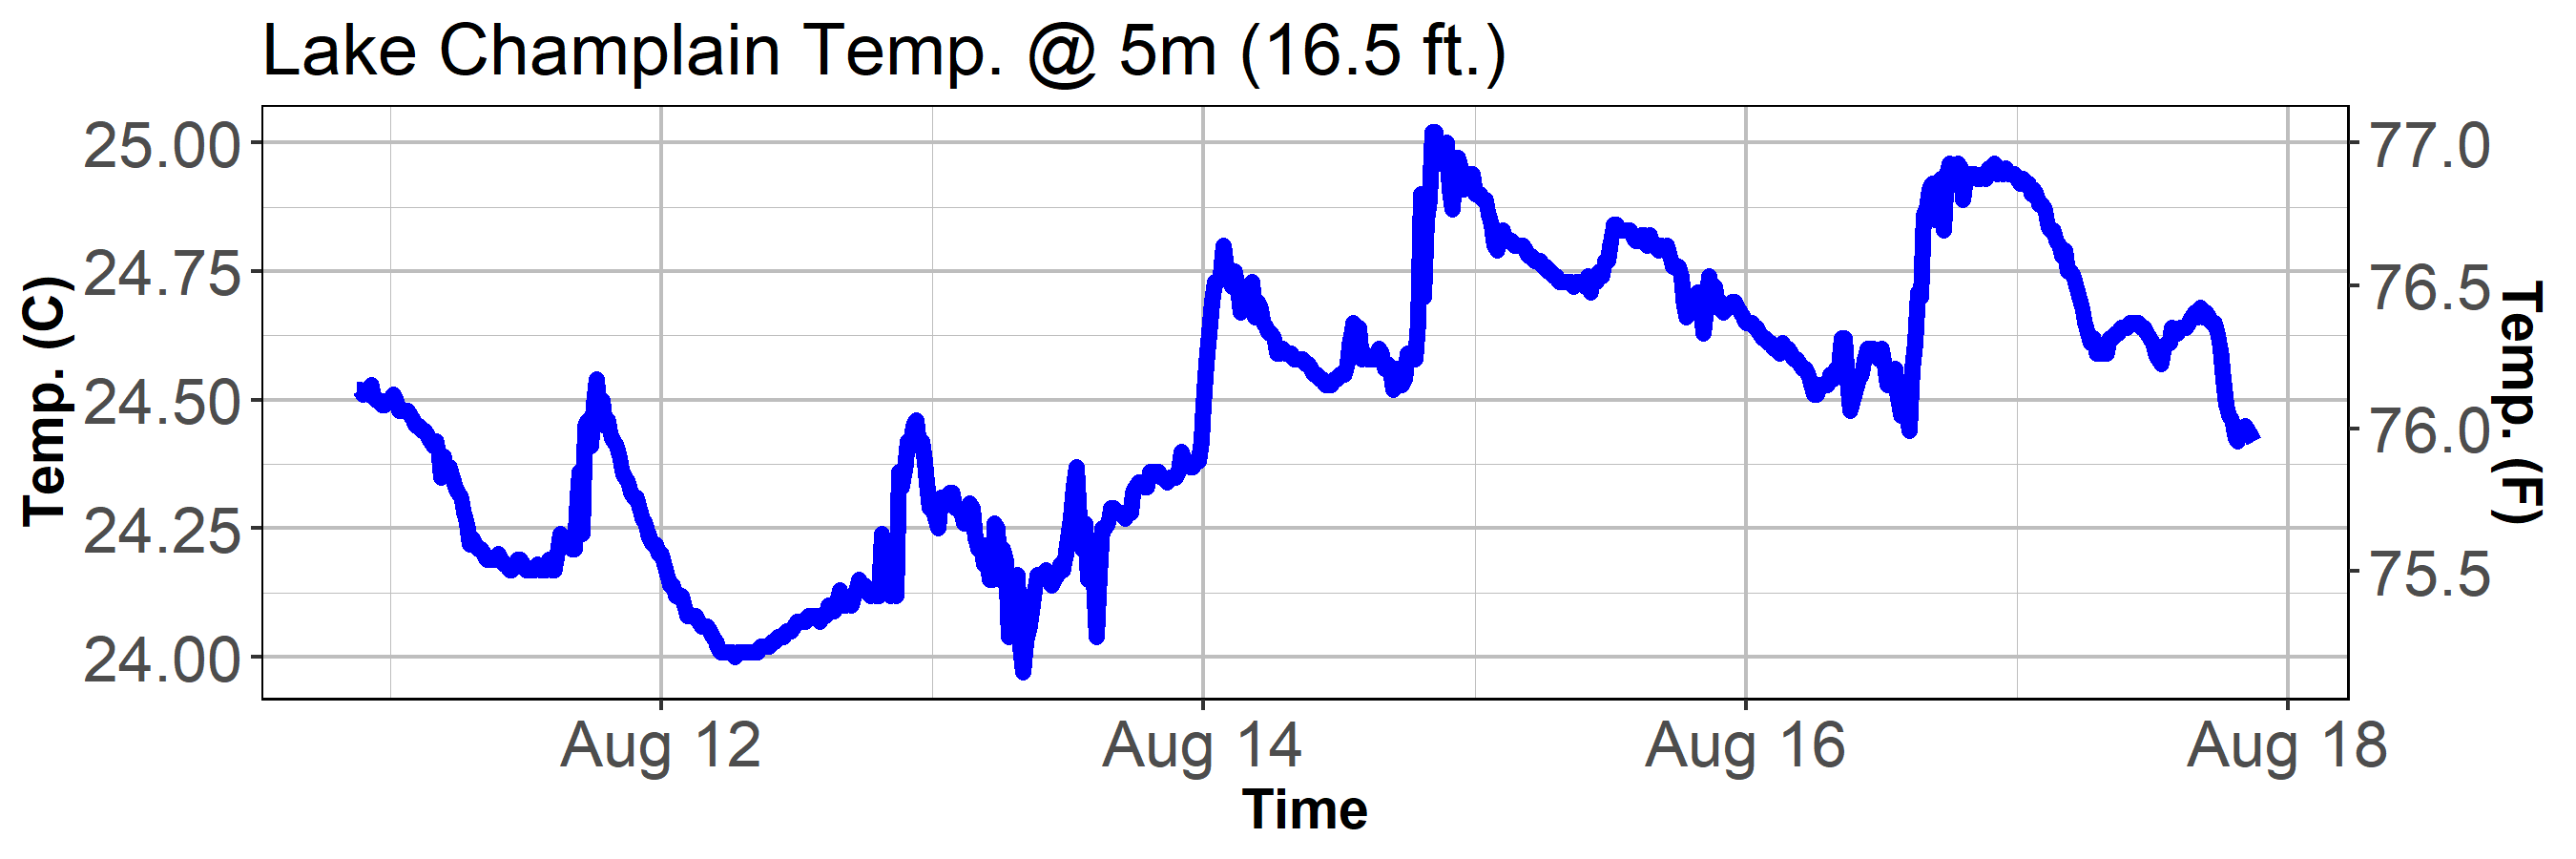 Lake Champlain Temp. @ 5m (16.5 ft.)
Temp. (C)
25.00
24.75
24.50
24.25
24.00
77.0
76.5
76.0
75.5
Temp. (F)
Aug 12 Aug 14 Aug 16 Aug 18
Time